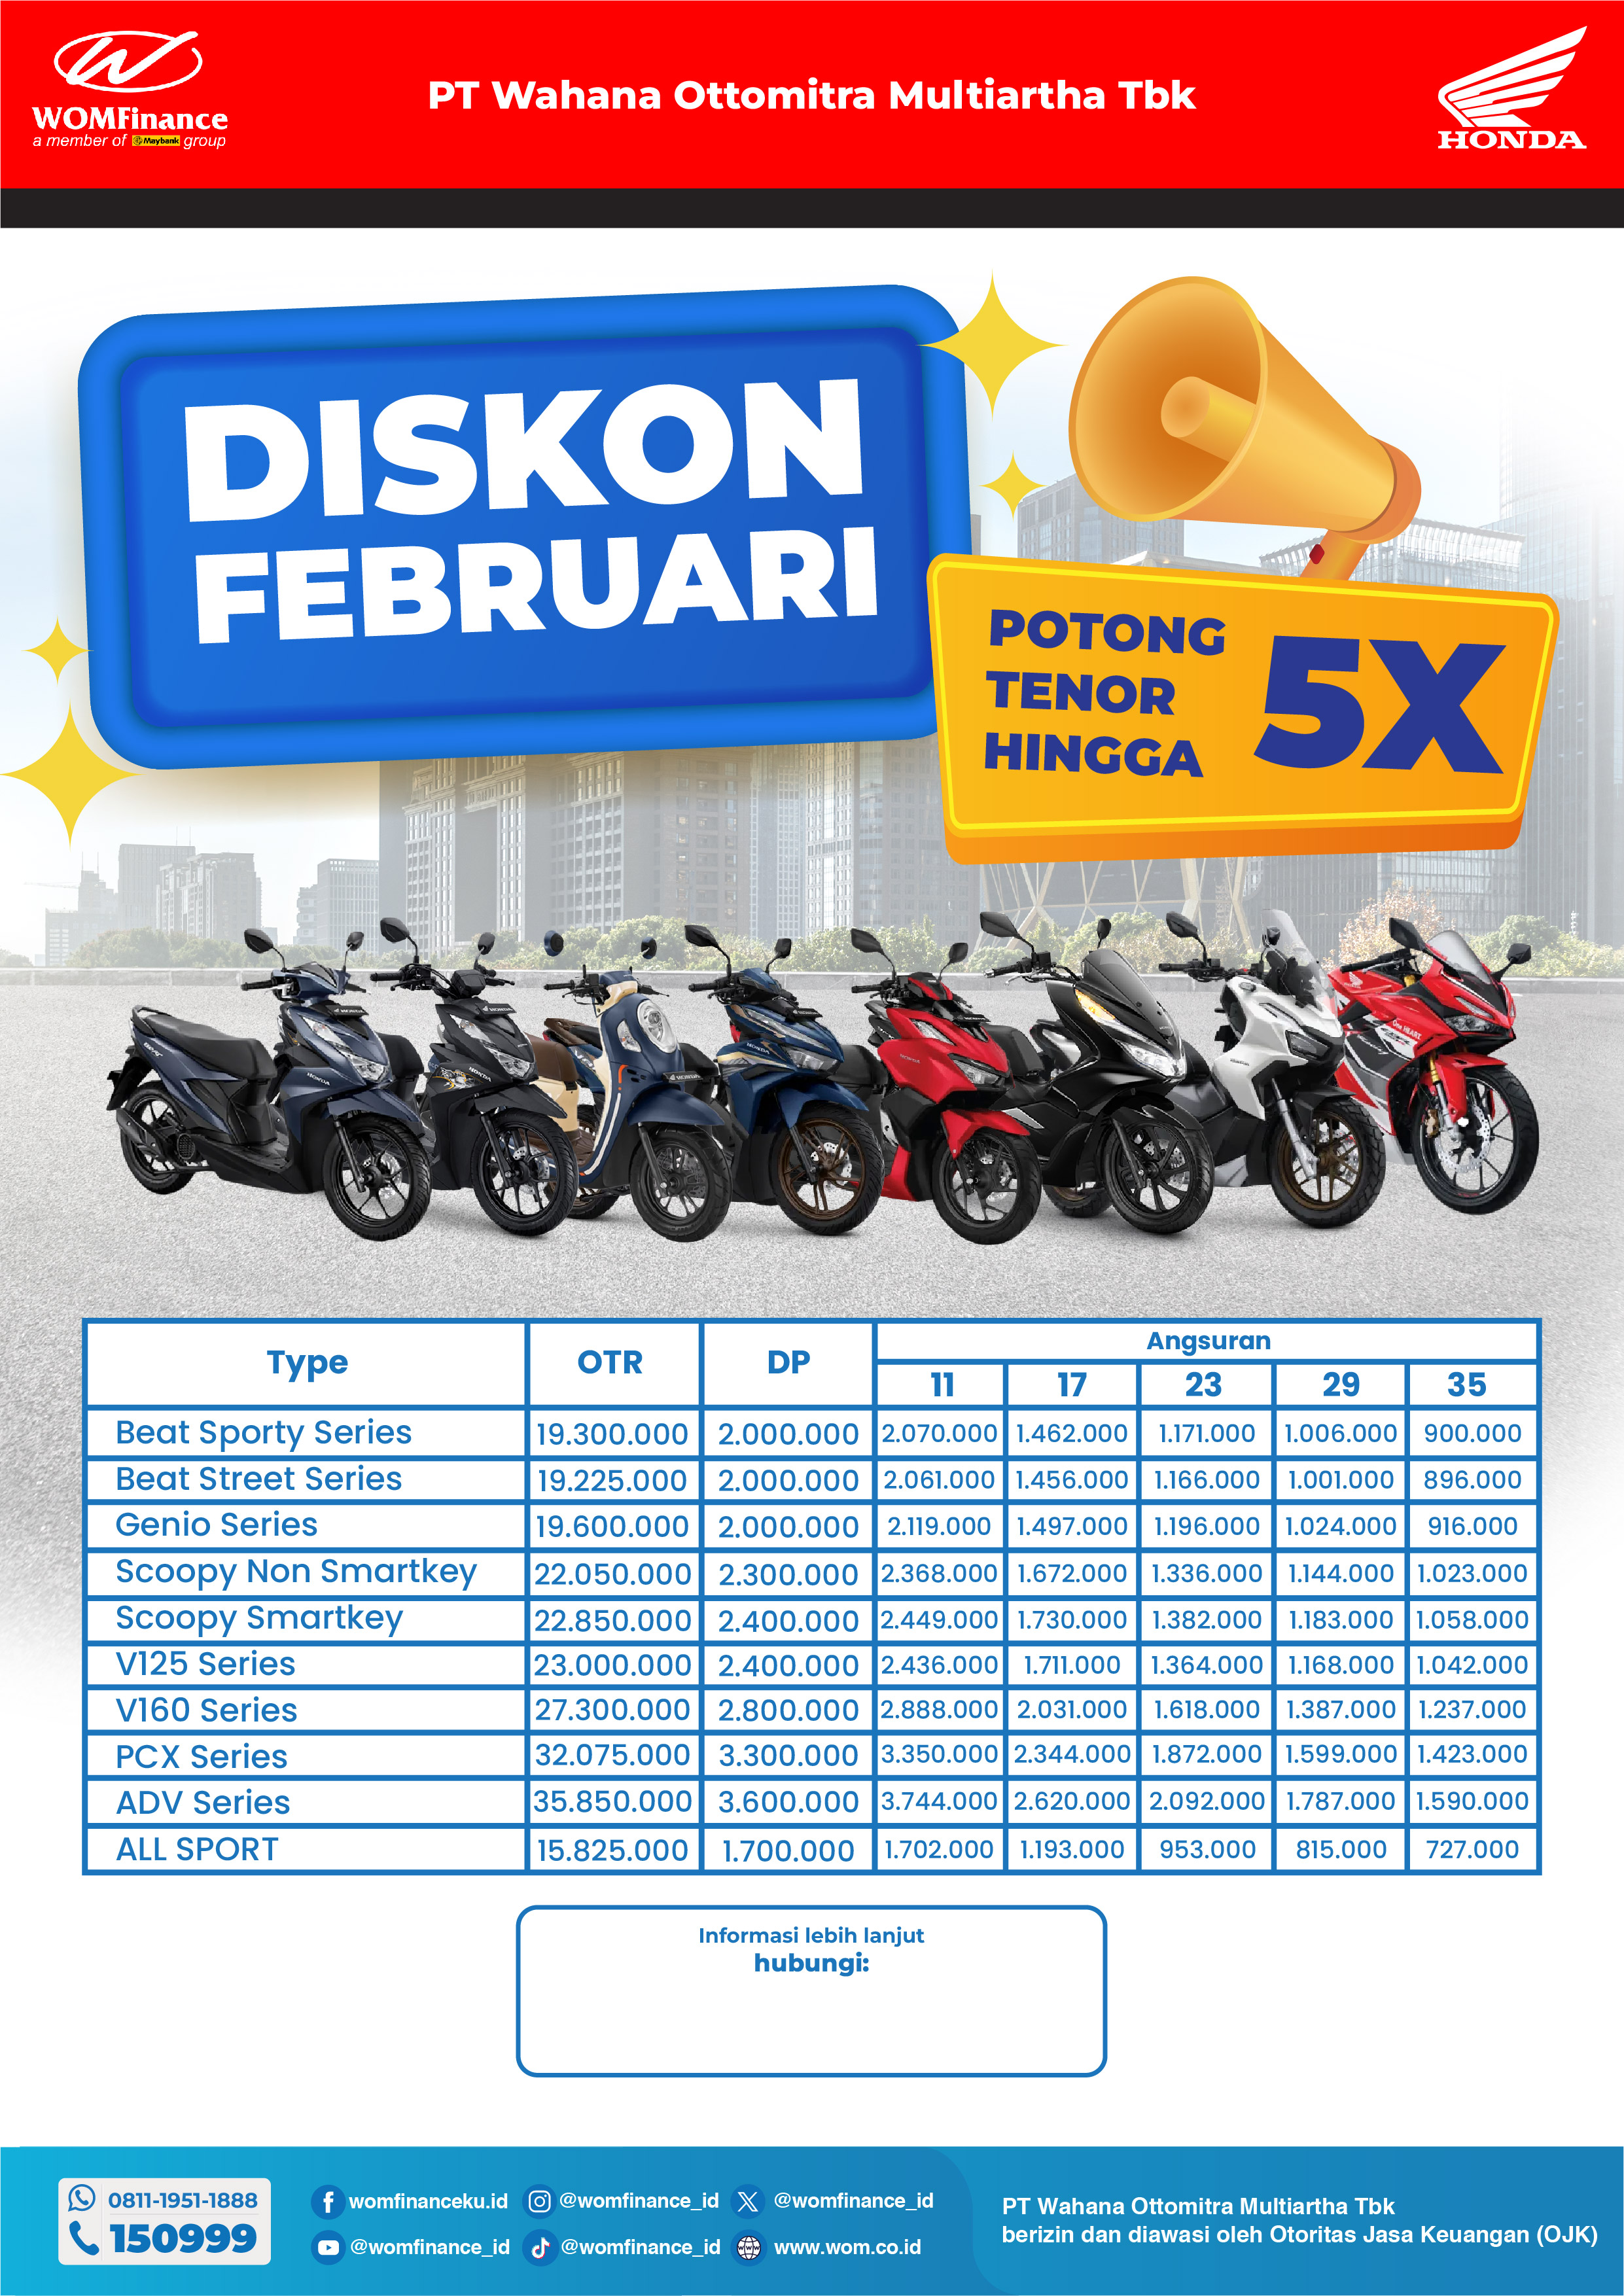 WOMFinance
a member of Maybank group
PT Wahana Ottomitra Multiartha Tbk
HONDA
DISKON
FEBRUARI
POTONG
TENOR
HINGGA
5X
Type OTR DP Angsuran
11 17 23 29 35
Beat Sporty Series 19.300.000 2.000.000 2.070.000 1.462.000 1.171.000 1.006.000 900.000
Beat Street Series 19.225.000 2.000.000 2.061.000 1.456.000 1.166.000 1.001.000 896.000
Genio Series 19.600.000 2.000.000 2.119.000 1.497.000 1.196.000 1.024.000 916.000
Scoopy Non Smartkey 22.050.000 2.300.000 2.368.000 1.672.000 1.336.000 1.144.000 1.023.000
Scoopy Smartkey 22.850.000 2.400.000 2.449.000 1.730.000 1.382.000 1.183.000 1.058.000
V125 Series 23.000.000 2.400.000 2.436.000 1.711.000 1.364.000 1.168.000 1.042.000
V160 Series 27.300.000 2.800.000 2.888.000 2.031.000 1.618.000 1.387.000 1.237.000
PCX Series 32.075.000 3.300.000 3.350.000 2.344.000 1.872.000 1.599.000 1.423.000
ADV Series 35.850.000 3.600.000 3.744.000 2.620.000 2.092.000 1.787.000 1.590.000
ALL SPORT 15.825.000 1.700.000 1.702.000 1.193.000 953.000 815.000 727.000
Informasi lebih lanjut
hubungi:
0811-1951-1888
150999
womfinanceku.id @womfinance_id @womfinance_id
@womfinance_id @womfinance_id www.wom.co.id
PT Wahana Ottomitra Multiartha Tbk
berizin dan diawasi oleh Otoritas Jasa Keuangan (OJK)